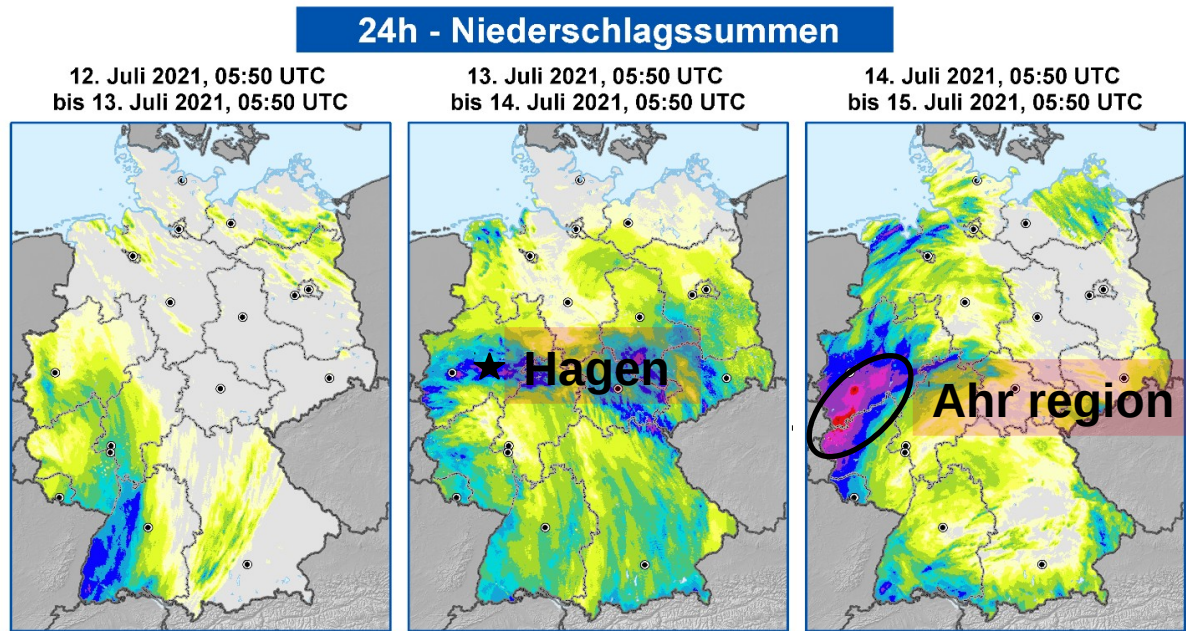 24h - Niederschlagssummen
12. Juli 2021, 05:50 UTC
bis 13. Juli 2021, 05:50 UTC
13. Juli 2021, 05:50 UTC
bis 14. Juli 2021, 05:50 UTC
14. Juli 2021, 05:50 UTC
bis 15. Juli 2021, 05:50 UTC
Hagen
Ahr region